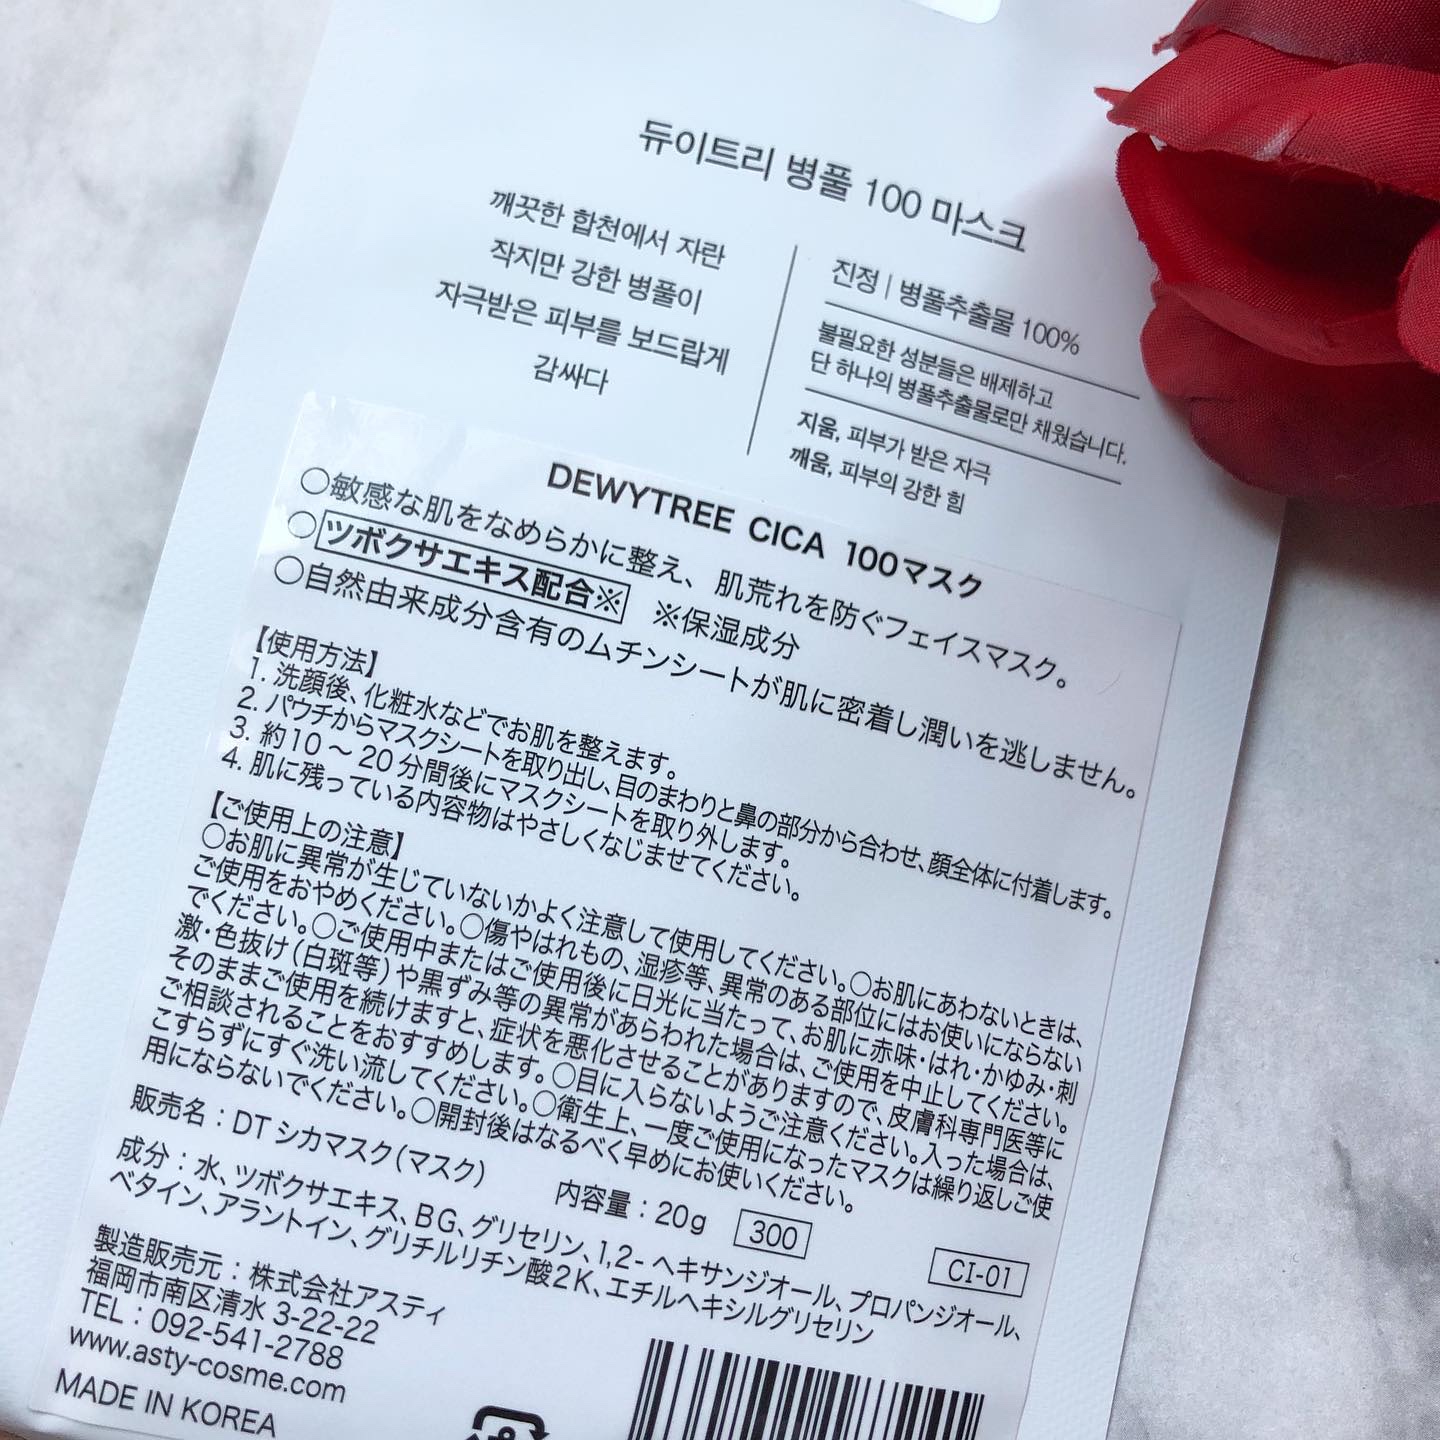 듀이트리 병풀 100 마스크
깨끗한 합천에서 자란
작지만 강한 병풀이
자극받은 피부를 보드랍게
감싸다
진정 | 병풀추출물 100%
불필요한 성분들은 배제하고
단 하나의 병풀추출물로만 채웠습니다.
지움, 피부가 받은 자극
깨움, 피부의 강한 힘
DEWYTREE CICA 100マスク
○敏感な肌をなめらかに整え、肌荒れを防ぐフェイスマスク。
○ツボクサエキス配合※ ※保湿成分
○自然由来成分含有のムチンシートが肌に密着し潤いを逃しません。
【使用方法】
1. 洗顔後、化粧水などでお肌を整えます。
2. パウチからマスクシートを取り出し、目のまわりと鼻の部分から合わせ、顔全体に付着します。
3. 約10～20分間後にマスクシートを取り外します。
4. 肌に残っている内容物はやさしくなじませてください。
【ご使用上の注意】
○お肌に異常が生じていないかよく注意して使用してください。○お肌にあわないときは、
ご使用をおやめください。○傷やはれもの、湿疹等、異常のある部位にはお使いにならない
でください。○ご使用中またはご使用後に日光に当たって、お肌に赤味・はれ・かゆみ・刺
激・色抜け(白斑等)や黒ずみ等の異常があらわれた場合は、ご使用を中止してください。
そのままご使用を続けますと、症状を悪化させることがありますので、皮膚科専門医等に
ご相談されることをおすすめします。○目に入らないようご注意ください。入った場合は、
こすらずにすぐ洗い流してください。○衛生上、一度ご使用になったマスクは繰り返しご使
用にならないでください。○開封後はなるべく早めにお使いください。
販売名：DTシカマスク(マスク) 内容量：20g 300 CI-01
成分：水、ツボクサエキス、BG、グリセリン、1,2-ヘキサンジオール、プロパンジオール、
ベタイン、アラントイン、グリチルリチン酸2K、エチルヘキシルグリセリン
製造販売元：株式会社アスティ
福岡市南区清水 3-22-22
TEL：092-541-2788
www.asty-cosme.com
MADE IN KOREA